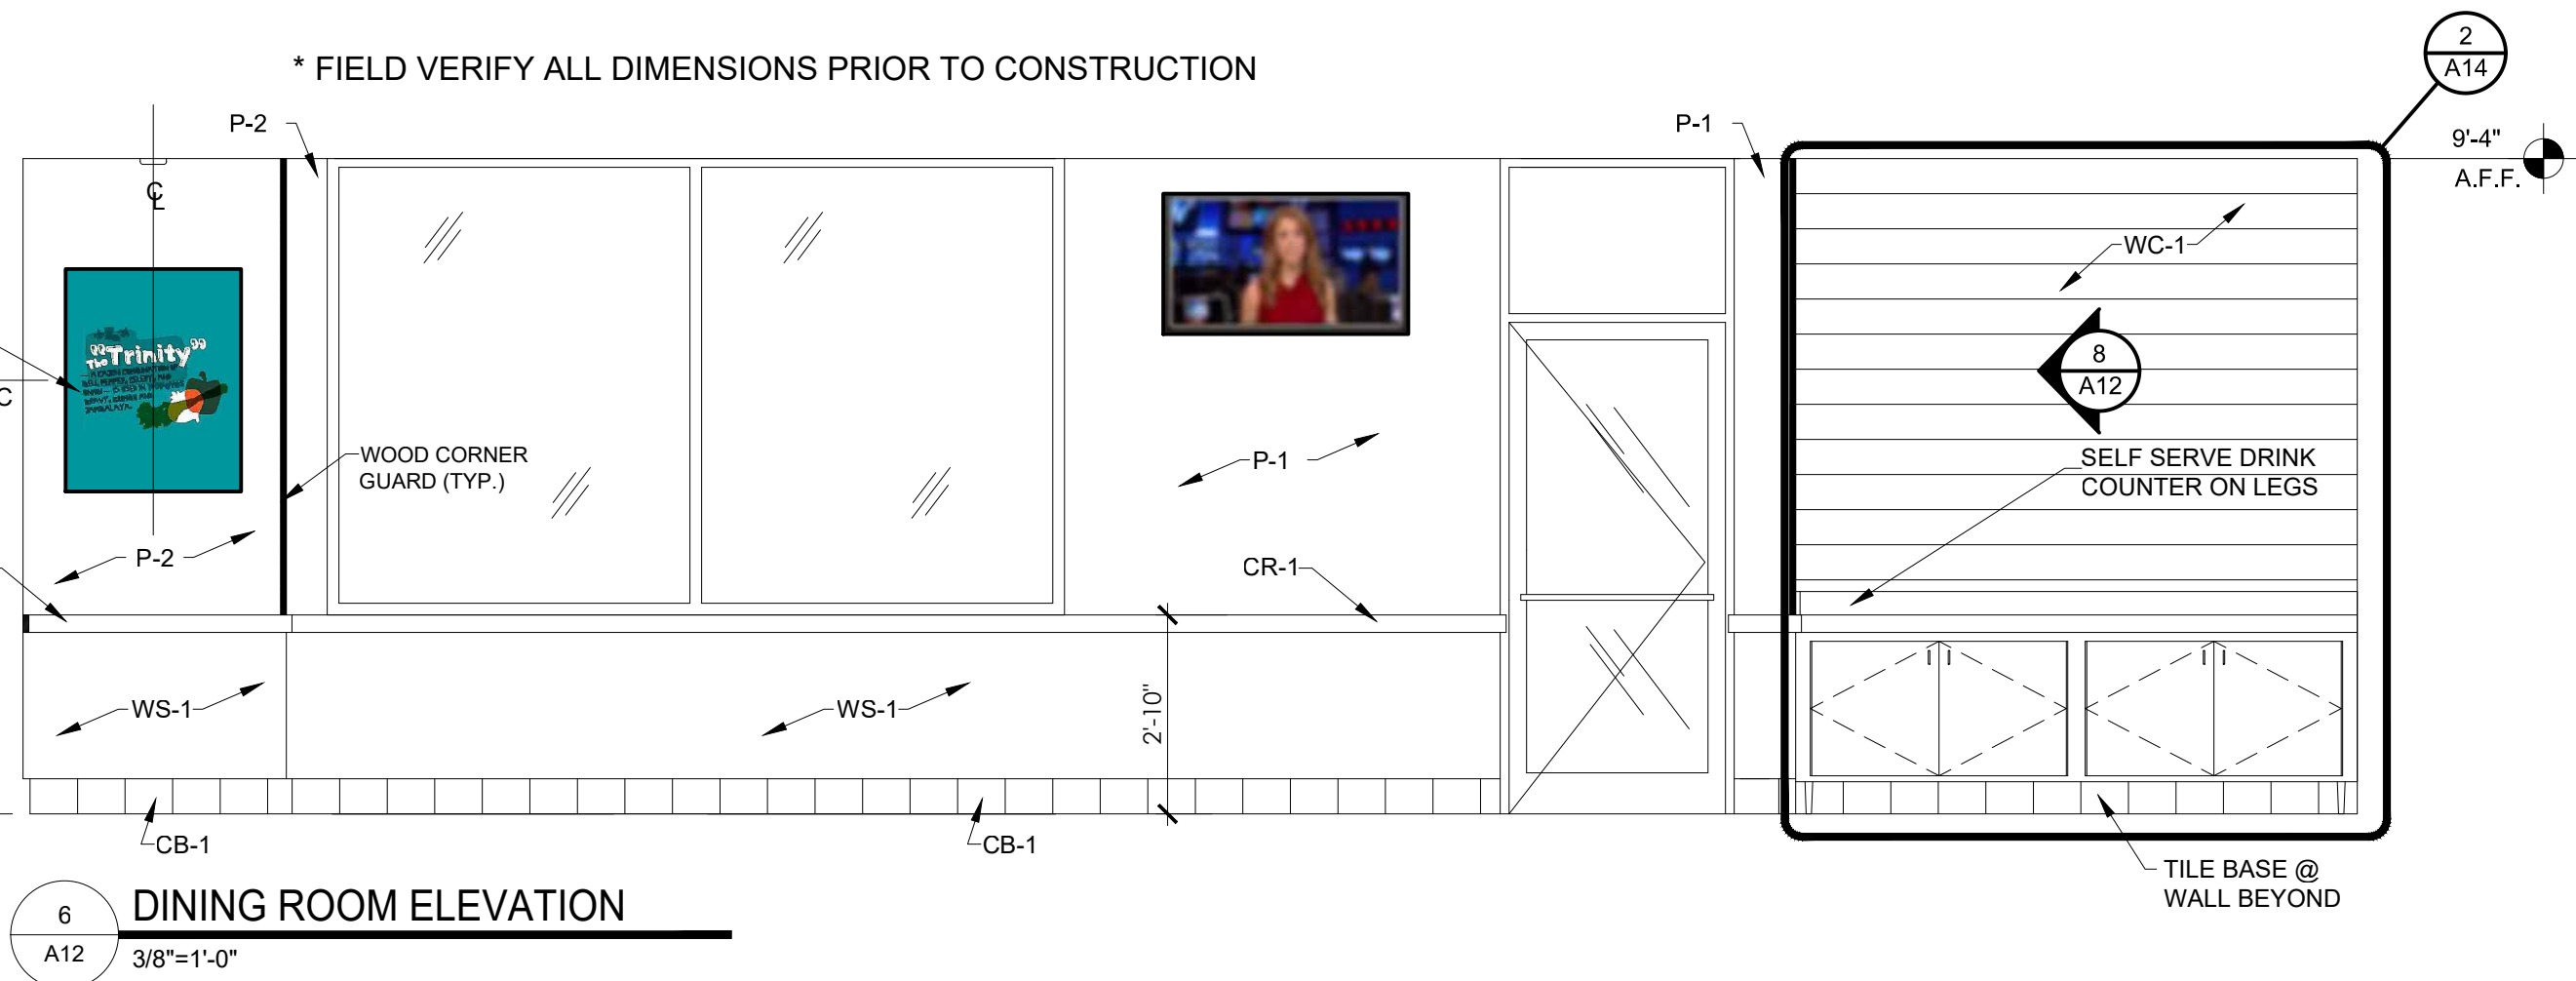 * FIELD VERIFY ALL DIMENSIONS PRIOR TO CONSTRUCTION
2
A14
P-2
P-1
9'-4"
A.F.F.
℄
WC-1
8
A12
"The Trinity"
C
WOOD CORNER
GUARD (TYP.)
P-1
SELF SERVE DRINK
COUNTER ON LEGS
P-2
CR-1
WS-1
WS-1
2'-10"
CB-1
CB-1
TILE BASE @
WALL BEYOND
6
A12
DINING ROOM ELEVATION
3/8"=1'-0"